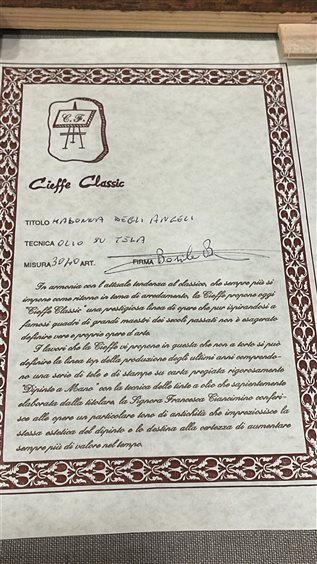 C.F.
Cieffe Classic
TITOLO MADONNA DEGLI ANGELI
TECNICA OLIO SU TELA
MISURA 30/40 ART. FIRMA
In armonia con l'attuale tendenza al classico, che sempre più si
impone come ritorno in tema di arredamento, la Cieffe propone oggi
"Cieffe Classic" una prestigiosa linea di opere che pur ispirandosi a
famosi quadri di grandi maestri dei secoli passati non è esagerato
definire vere e proprie opere d'arte.
I lavori che la Cieffe vi propone in questa che non a torto si può
definire la linea top della produzione degli ultimi anni comprendo-
no una serie di tele e di stampe su carta pregiata rigorosamente
"Dipinto a Mano" con la tecnica delle tinte a olio che sapientemente
elaborata dalla titolare, la Signora Francesca Ciancimino conferi-
sce alle opere un particolare tono di antichità che impreziosisce la
stessa estetica del dipinto e lo destina alla certezza di aumentare
sempre più di valore nel tempo.